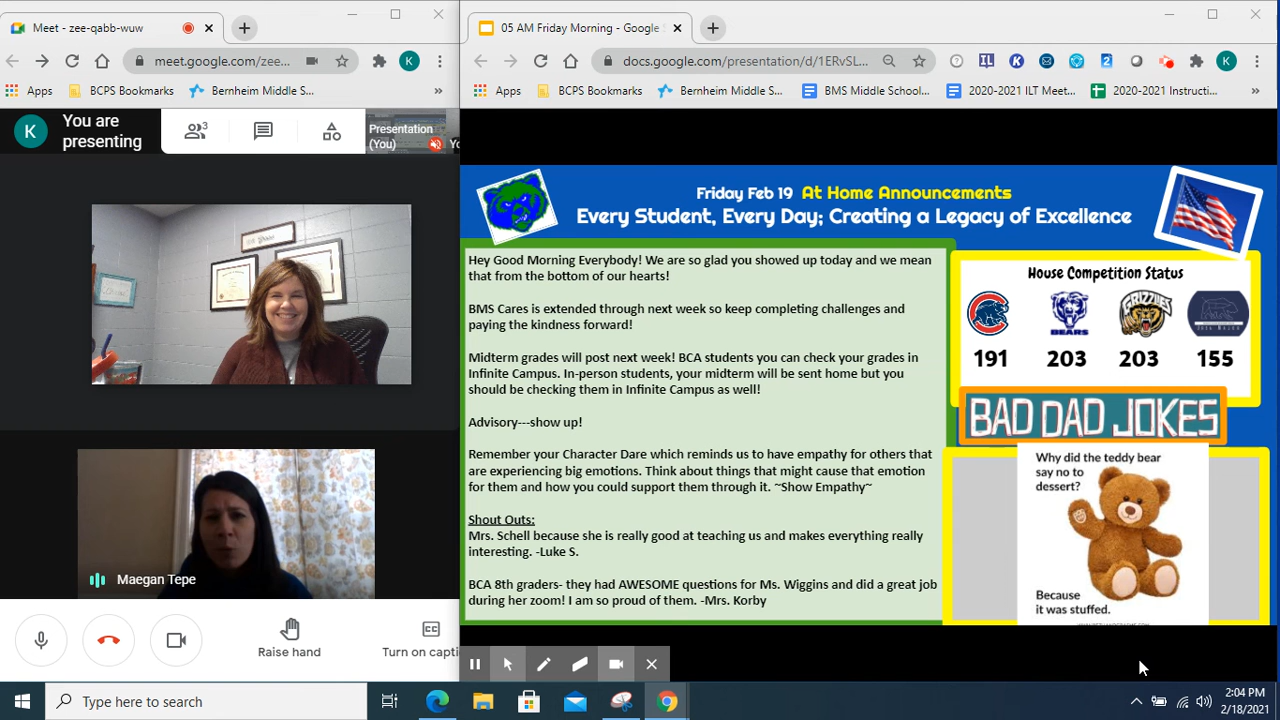 Meet - zee-qabb-wuw
meet.google.com/zee...
Apps BCPS Bookmarks Bernheim Middle S... »
K You are presenting
3
Presentation (You)
Maegan Tepe
Raise hand
Turn on capti
05 AM Friday Morning - Google S
docs.google.com/presentation/d/1ERvSL...
Apps BCPS Bookmarks Bernheim Middle S... BMS Middle School... 2020-2021 ILT Meet... 2020-2021 Instructi... »
Friday Feb 19 At Home Announcements
Every Student, Every Day; Creating a Legacy of Excellence
Hey Good Morning Everybody! We are so glad you showed up today and we mean
that from the bottom of our hearts!
BMS Cares is extended through next week so keep completing challenges and
paying the kindness forward!
Midterm grades will post next week! BCA students you can check your grades in
Infinite Campus. In-person students, your midterm will be sent home but you
should be checking them in Infinite Campus as well!
Advisory---show up!
Remember your Character Dare which reminds us to have empathy for others that
are experiencing big emotions. Think about things that might cause that emotion
for them and how you could support them through it. ~Show Empathy~
Shout Outs:
Mrs. Schell because she is really good at teaching us and makes everything really
interesting. -Luke S.
BCA 8th graders- they had AWESOME questions for Ms. Wiggins and did a great job
during her zoom! I am so proud of them. -Mrs. Korby
House Competition Status
BEARS GRIZZLIES
191 203 203 155
BAD DAD JOKES
Why did the teddy bear
say no to
dessert?
Because
it was stuffed.
Type here to search
2:04 PM
2/18/2021